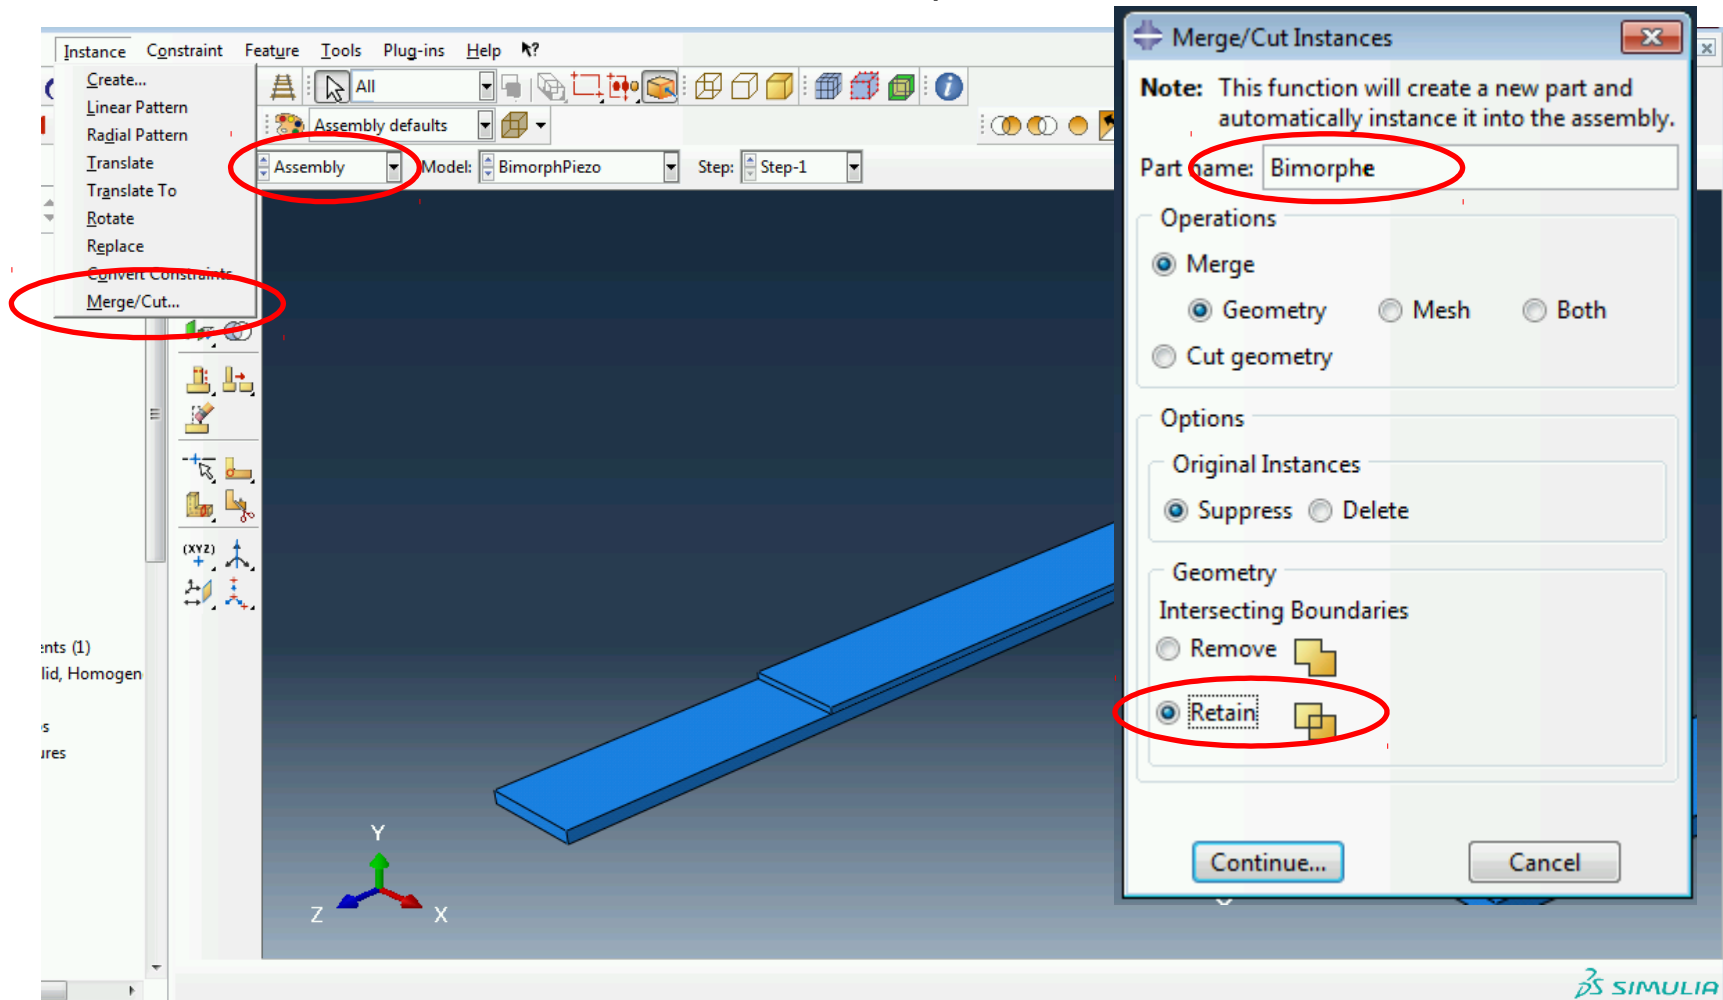 Instance Constraint Feature Tools Plug-ins Help
Create...
Linear Pattern
Radial Pattern
Translate
Translate To
Rotate
Replace
Convert Constraints
Merge/Cut...
All
Assembly defaults
Assembly Model: BimorphPiezo Step: Step-1
(XYZ)
ents (1)
lid, Homogen
s
ures
Y
Z X
Merge/Cut Instances
Note: This function will create a new part and
automatically instance it into the assembly.
Part name: Bimorphe
Operations
Merge
Geometry Mesh Both
Cut geometry
Options
Original Instances
Suppress Delete
Geometry
Intersecting Boundaries
Remove
Retain
Continue... Cancel
SIMULIA